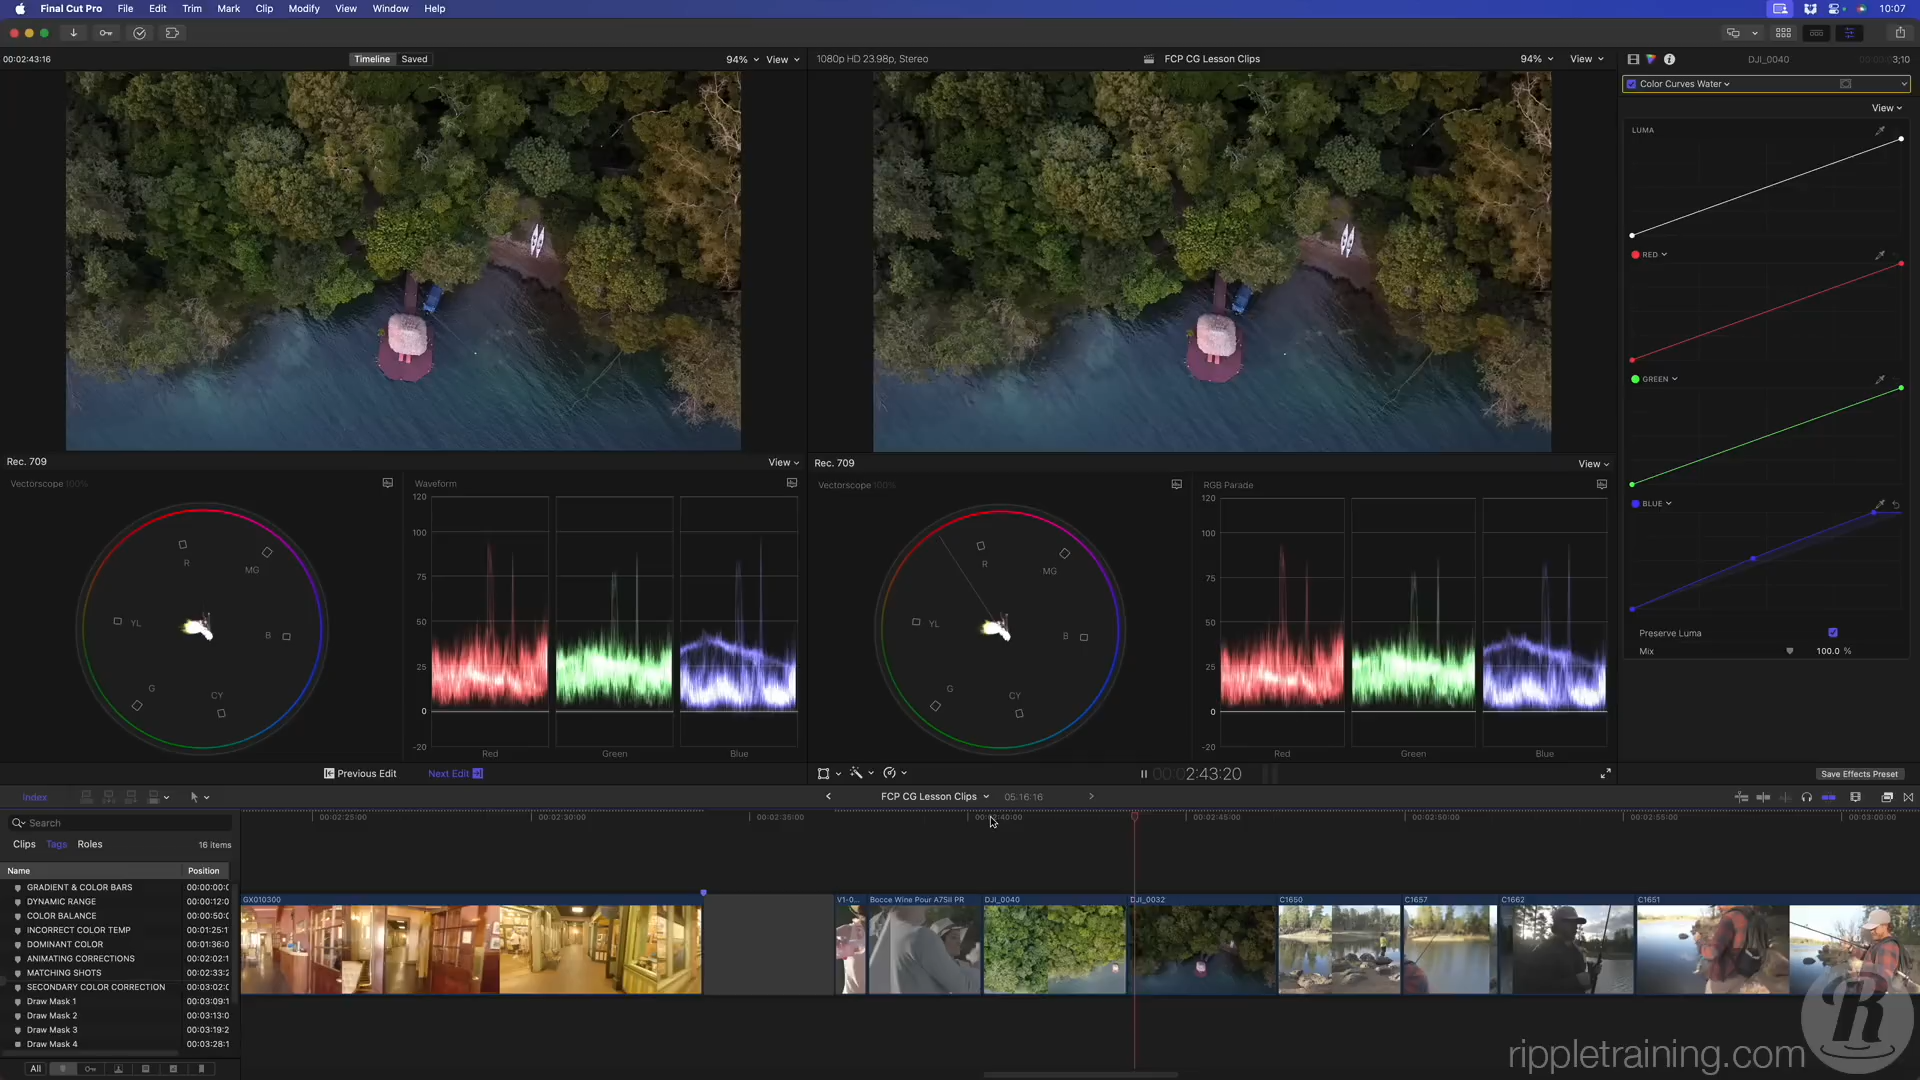 Final Cut Pro File Edit Trim Mark Clip Modify View Window Help 10:07
00:02:43:16 Timeline Saved 94% View
1080p HD 23.98p, Stereo FCP CG Lesson Clips 94% View
DJI_0040 3;10
Color Curves Water
View
LUMA
RED
GREEN
BLUE
Preserve Luma
Mix 100.0 %
Save Effects Preset
Rec. 709 View
Vectorscope 100%
R
MG
YL
B
G
CY
Waveform
120
100
75
50
25
0
-20
Red Green Blue
Rec. 709 View
Vectorscope 100%
R
MG
YL
B
G
CY
RGB Parade
120
100
75
50
25
0
-20
Red Green Blue
Previous Edit Next Edit
00:02:43:20
Index
FCP CG Lesson Clips 05:16:16
Search
Clips Tags Roles 16 items
Name Position
GRADIENT & COLOR BARS 00:00:00:0
DYNAMIC RANGE 00:00:12:0
COLOR BALANCE 00:00:50:0
INCORRECT COLOR TEMP 00:01:25:1
DOMINANT COLOR 00:01:36:0
ANIMATING CORRECTIONS 00:02:02:1
MATCHING SHOTS 00:02:33:2
SECONDARY COLOR CORRECTION 00:03:02:0
Draw Mask 1 00:03:09:1
Draw Mask 2 00:03:13:0
Draw Mask 3 00:03:19:2
Draw Mask 4 00:03:28:1
All
00:02:25:00 00:02:30:00 00:02:35:00 00:02:40:00 00:02:45:00 00:02:50:00 00:02:55:00 00:03:00:00
GX010300 V1-0... Bocce Wine Pour A75II PR DJI_0040 DJI_0032 C1650 C1657 C1662 C1651
R
rippletraining.com